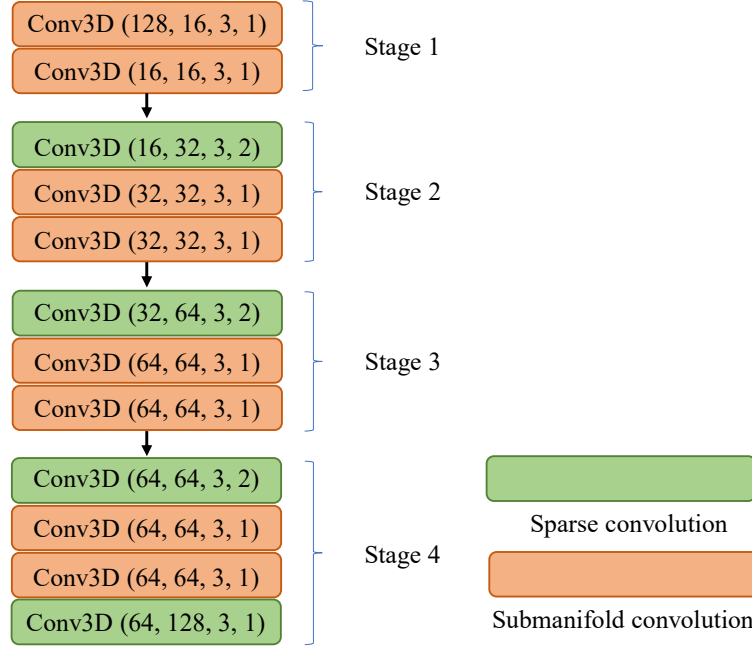 Conv3D (128, 16, 3, 1)
Conv3D (16, 16, 3, 1)
Stage 1
Conv3D (16, 32, 3, 2)
Conv3D (32, 32, 3, 1)
Conv3D (32, 32, 3, 1)
Stage 2
Conv3D (32, 64, 3, 2)
Conv3D (64, 64, 3, 1)
Conv3D (64, 64, 3, 1)
Stage 3
Conv3D (64, 64, 3, 2)
Conv3D (64, 64, 3, 1)
Conv3D (64, 64, 3, 1)
Conv3D (64, 128, 3, 1)
Stage 4
Sparse convolution
Submanifold convolution